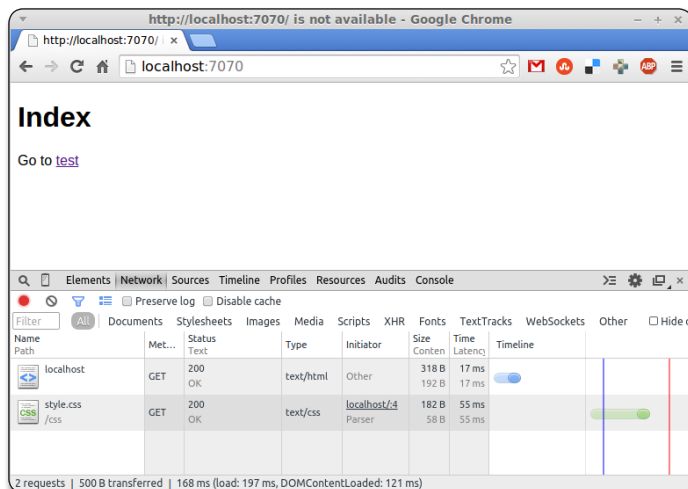 http://localhost:7070/ is not available - Google Chrome
http://localhost:7070/ i
localhost:7070
ABP
Index
Go to test
Elements Network Sources Timeline Profiles Resources Audits Console
Preserve log Disable cache
Filter All Documents Stylesheets Images Media Scripts XHR Fonts TextTracks WebSockets Other Hide
Name Met... Status Type Initiator Size Time Timeline
Path Text Conten Latency
localhost GET 200 text/html Other 318 B 17 ms
OK 192 B 17 ms
style.css GET 200 text/css localhost/:4 182 B 55 ms
/css OK Parser 58 B 55 ms
CSS
2 requests | 500 B transferred | 168 ms (load: 197 ms, DOMContentLoaded: 121 ms)